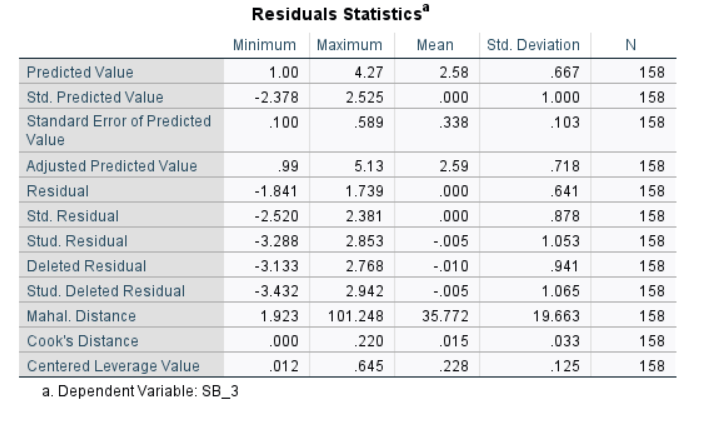 Residuals Statisticsa
Minimum Maximum Mean Std. Deviation N
Predicted Value 1.00 4.27 2.58 .667 158
Std. Predicted Value -2.378 2.525 .000 1.000 158
Standard Error of Predicted
Value .100 .589 .338 .103 158
Adjusted Predicted Value .99 5.13 2.59 .718 158
Residual -1.841 1.739 .000 .641 158
Std. Residual -2.520 2.381 .000 .878 158
Stud. Residual -3.288 2.853 -.005 1.053 158
Deleted Residual -3.133 2.768 -.010 .941 158
Stud. Deleted Residual -3.432 2.942 -.005 1.065 158
Mahal. Distance 1.923 101.248 35.772 19.663 158
Cook's Distance .000 .220 .015 .033 158
Centered Leverage Value .012 .645 .228 .125 158
a. Dependent Variable: SB_3